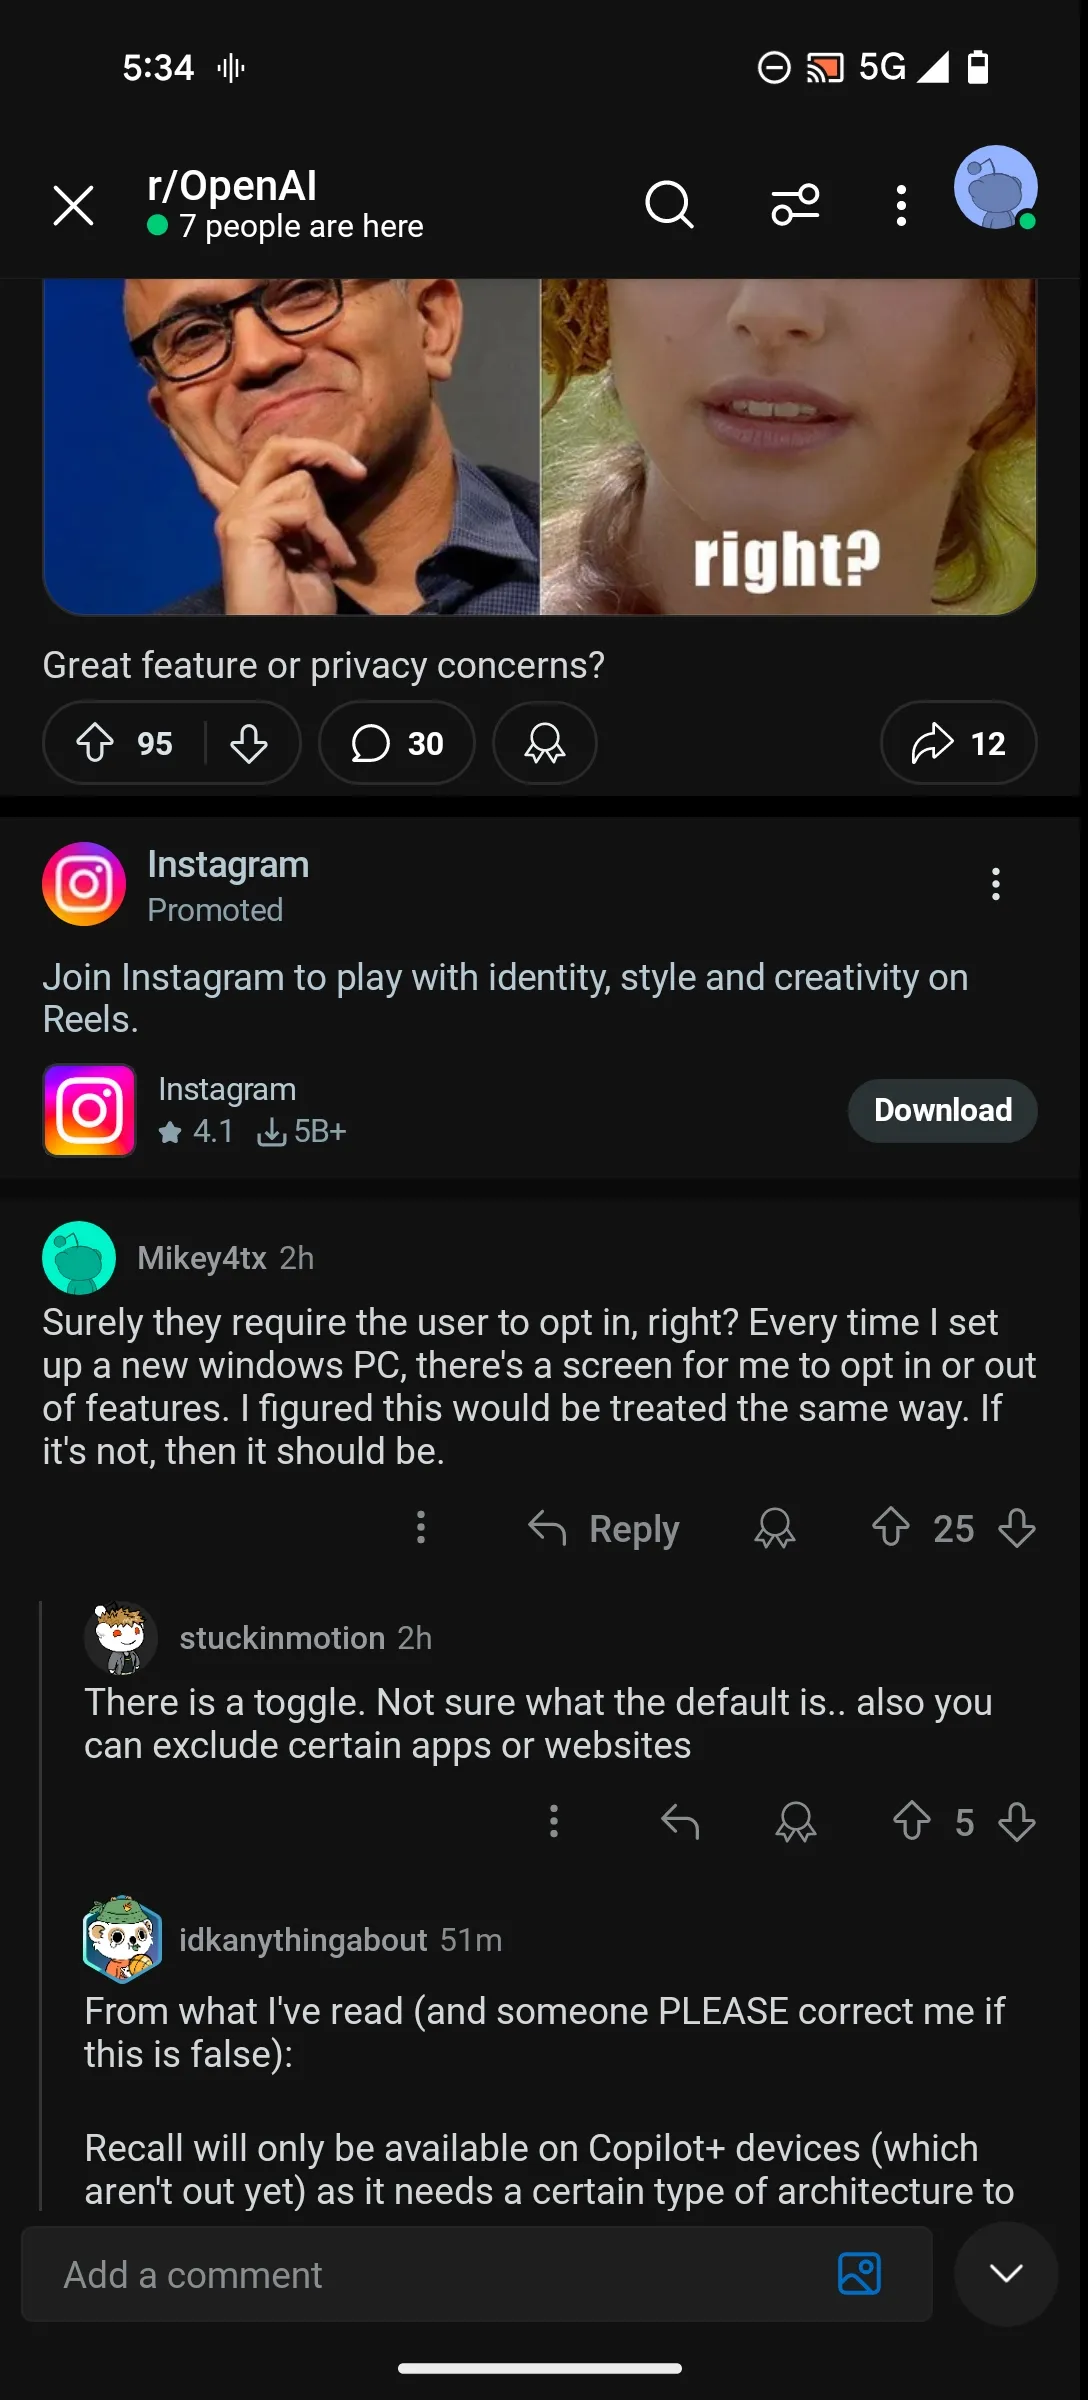 5:34
5G
r/OpenAI
7 people are here
right?
Great feature or privacy concerns?
95
30
12
Instagram
Promoted
Join Instagram to play with identity, style and creativity on
Reels.
Instagram
4.1 5B+
Download
Mikey4tx 2h
Surely they require the user to opt in, right? Every time I set
up a new windows PC, there's a screen for me to opt in or out
of features. I figured this would be treated the same way. If
it's not, then it should be.
Reply
25
stuckinmotion 2h
There is a toggle. Not sure what the default is.. also you
can exclude certain apps or websites
5
idkanythingabout 51m
From what I've read (and someone PLEASE correct me if
this is false):
Recall will only be available on Copilot+ devices (which
aren't out yet) as it needs a certain type of architecture to
Add a comment